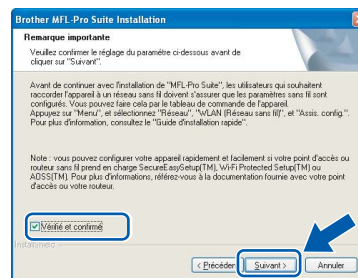 Brother MFL-Pro Suite Installation
Remarque importante
Veuillez confirmer le réglage du paramètre ci-dessous avant de
cliquer sur "Suivant".
Avant de continuer avec l'installation de "MFL-Pro Suite", les utilisateurs qui souhaitent
raccorder l'appareil à un réseau sans fil doivent s'assurer que les paramètres sans fil sont
configurés. Vous pouvez faire cela par le tableau de commande de l'appareil.
Appuyez sur "Menu", et sélectionnez "Réseau", "WLAN (Réseau sans fil)", et "Assis. config.".
Pour plus d'information, consultez le "Guide d'installation rapide".
Note : vous pouvez configurer votre appareil rapidement et facilement si votre point d'accès ou
routeur sans fil prend en charge SecureEasySetup(TM), Wi-Fi Protected Setup(TM) ou
AOSS(TM). Pour plus d'informations, référez-vous à la documentation fournie avec votre point
d'accès ou votre routeur.
Vérifié et confirmé
InstallShield
< Précéden
Suivant >
Annuler